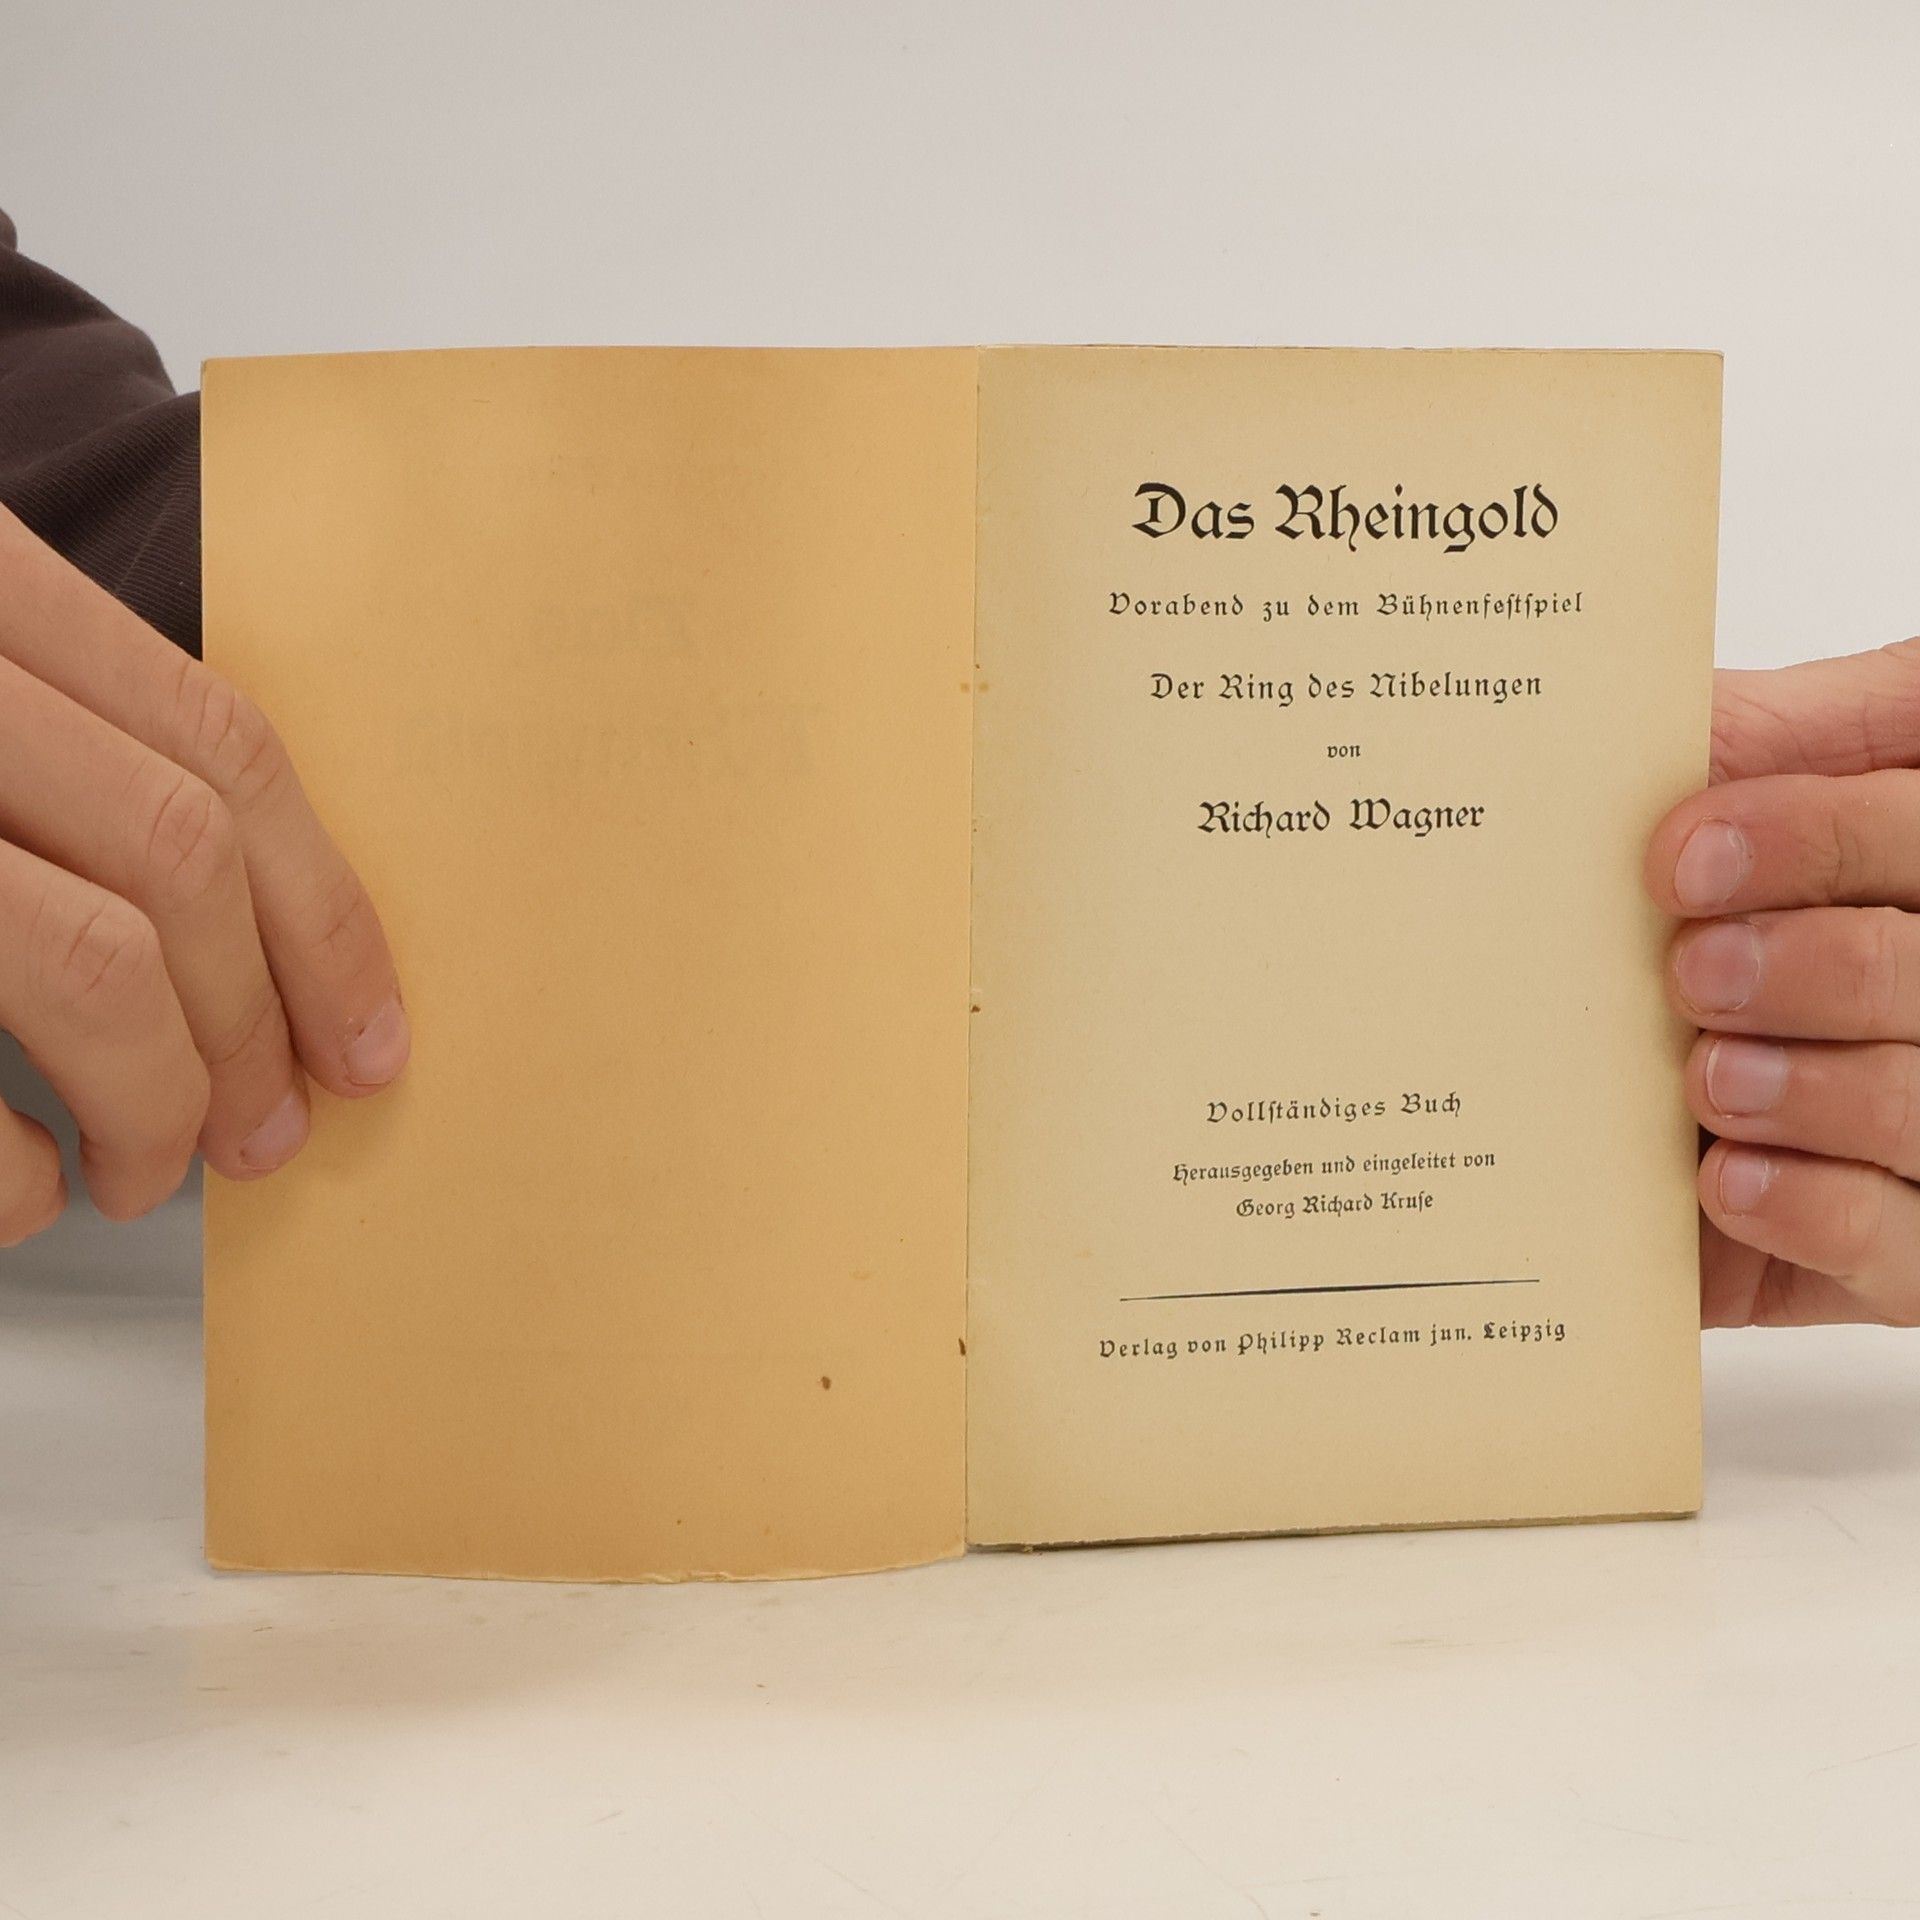 Das Rheingold
Vorabend zu dem Bühnenfeſtſpiel
Der Ring des Nibelungen
von
Richard Wagner
Vollſtändiges Buch
Herausgegeben und eingeleitet von
Georg Richard Kruſe
Verlag von Philipp Reclam jun. Leipzig